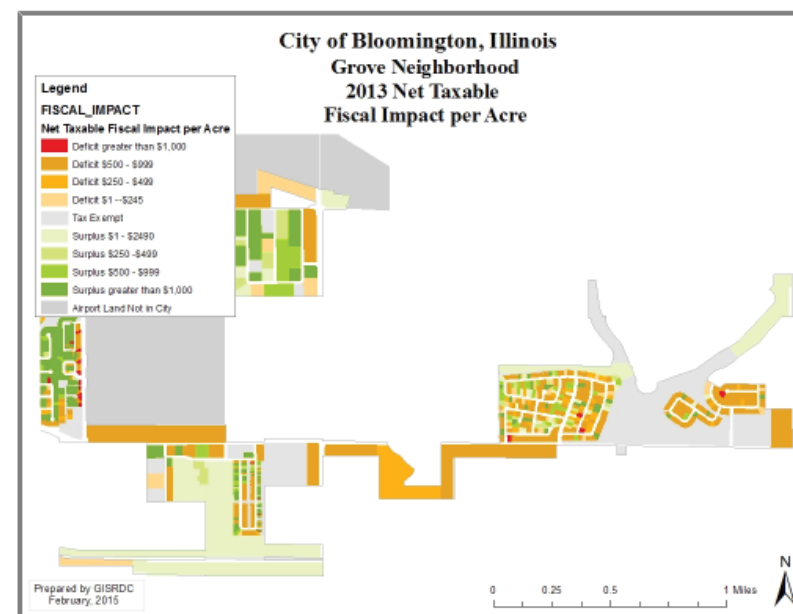 City of Bloomington, Illinois
Grove Neighborhood
2013 Net Taxable
Fiscal Impact per Acre
Legend
FISCAL_IMPACT
Net Taxable Fiscal Impact per Acre
Deficit greater than $1,000
Deficit $500 - $999
Deficit $250 - $499
Deficit $1 --$245
Tax Exempt
Surplus $1 - $2490
Surplus $250 -$499
Surplus $500 - $999
Surplus greater than $1,000
Airport Land Not in City
Prepared by GISRDC
February, 2015
0 0.25 0.5 1 Miles
N